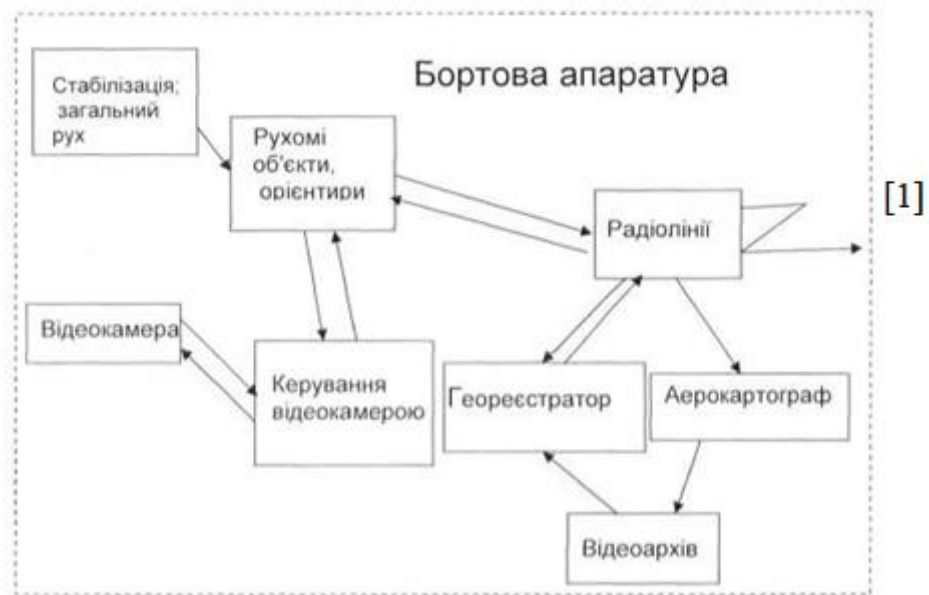 Бортова апаратура
Стабілізація;
загальний
рух
Рухомі
об'єкти,
орієнтири
[1]
Радіолінії
Відеокамера
Керування
відеокамерою
Геореєстратор
Аерокартограф
Відеоархів